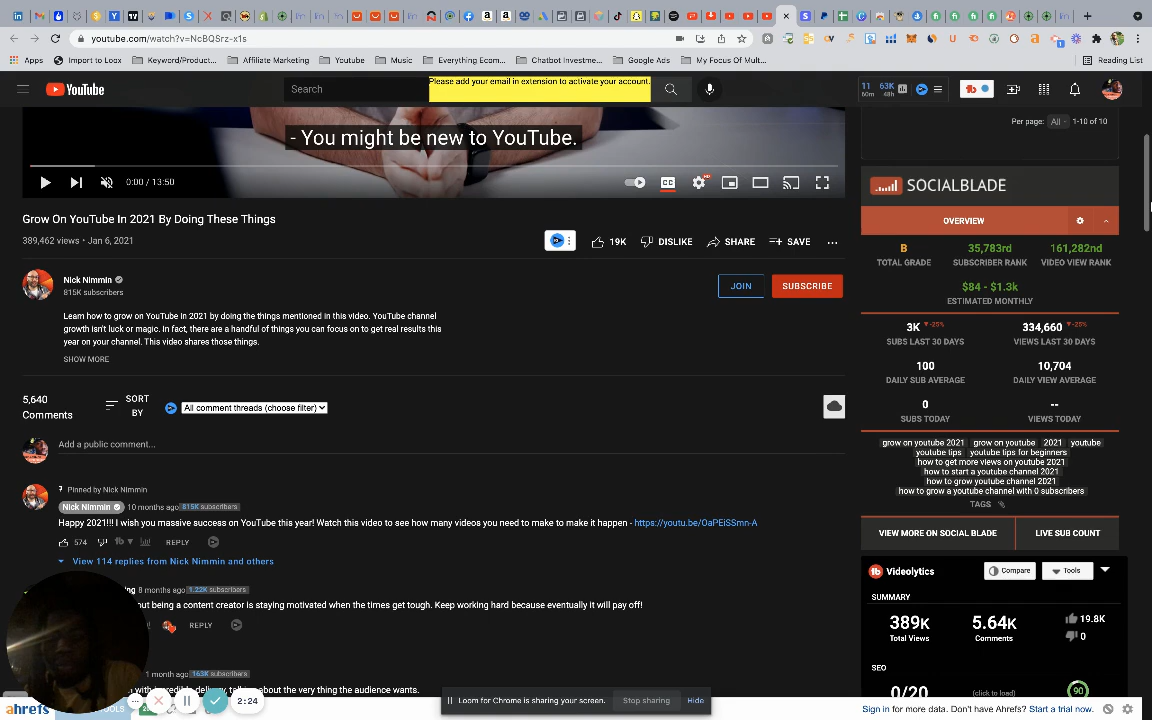 youtube.com/watch?v=NcBQSrz-x1s
Apps Import to Loox Keyword/Product... Affiliate Marketing Youtube Music Everything Ecom... Chatbot Investme... Google Ads My Focus Of Mult... Reading List
YouTube Search Please add your email in extension to activate your account. 11 60m 63K 48h
Per page: All 1-10 of 10
- You might be new to YouTube.
0:00 / 13:50 CC HD
Grow On YouTube In 2021 By Doing These Things
389,462 views • Jan 6, 2021
19K DISLIKE SHARE SAVE ...
Nick Nimmin
815K subscribers
JOIN SUBSCRIBE
Learn how to grow on YouTube in 2021 by doing the things mentioned in this video. YouTube channel
growth isn't luck or magic. In fact, there are a handful of things you can focus on to get real results this
year on your channel. This video shares those things.
SHOW MORE
5,640
Comments
SORT
BY
All comment threads (choose filter)
Add a public comment...
Pinned by Nick Nimmin
Nick Nimmin 10 months ago 815K subscribers
Happy 2021!!! I wish you massive success on YouTube this year! Watch this video to see how many videos you need to make to make it happen - https://youtu.be/OaPEiSSmn-A
574 REPLY
View 114 replies from Nick Nimmin and others
ng 8 months ago 1.22K subscribers
out being a content creator is staying motivated when the times get tough. Keep working hard because eventually it will pay off!
REPLY
1 month ago 163K subscribers
with incredible delivery, talking about the very thing the audience wants.
2:24
Loom for Chrome is sharing your screen. Stop sharing Hide
ahrefs
Sign in for more data. Don't have Ahrefs? Start a trial now.
SOCIALBLADE
OVERVIEW
B 35,783rd 161,282nd
TOTAL GRADE SUBSCRIBER RANK VIDEO VIEW RANK
$84 - $1.3k
ESTIMATED MONTHLY
3K -25% 334,660 -25%
SUBS LAST 30 DAYS VIEWS LAST 30 DAYS
100 10,704
DAILY SUB AVERAGE DAILY VIEW AVERAGE
0 --
SUBS TODAY VIEWS TODAY
grow on youtube 2021 grow on youtube 2021 youtube
youtube tips youtube tips for beginners
how to get more views on youtube 2021
how to start a youtube channel 2021
how to grow youtube channel 2021
how to grow a youtube channel with 0 subscribers
TAGS
VIEW MORE ON SOCIAL BLADE LIVE SUB COUNT
tb Videolytics Compare Tools
SUMMARY
389K 5.64K 19.8K
Total Views Comments 0
SEO
0/20 (click to load) 90